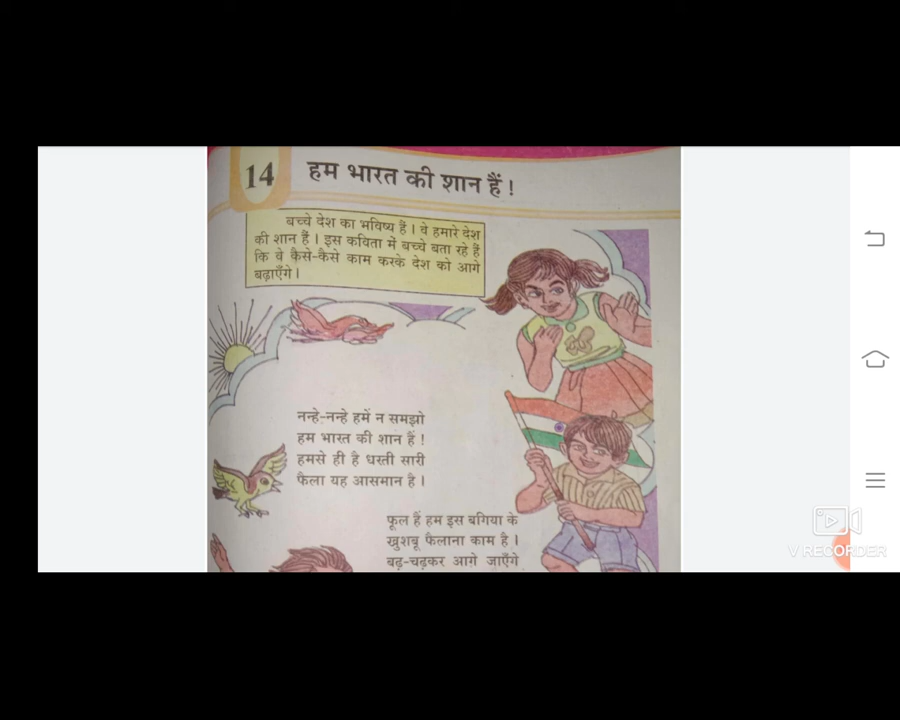 14
हम भारत की शान हैं !
बच्चे देश का भविष्य हैं । वे हमारे देश
की शान हैं । इस कविता में बच्चे बता रहे हैं
कि वे कैसे-कैसे काम करके देश को आगे
बढ़ाएँगे ।
नन्हे-नन्हे हमें न समझो
हम भारत की शान हैं !
हमसे ही है धरती सारी
फैला यह आसमान है ।
फूल हैं हम इस बगिया के
खुशबू फैलाना काम है ।
बढ़-चढ़कर आगे जाएँगे
V RECORDER